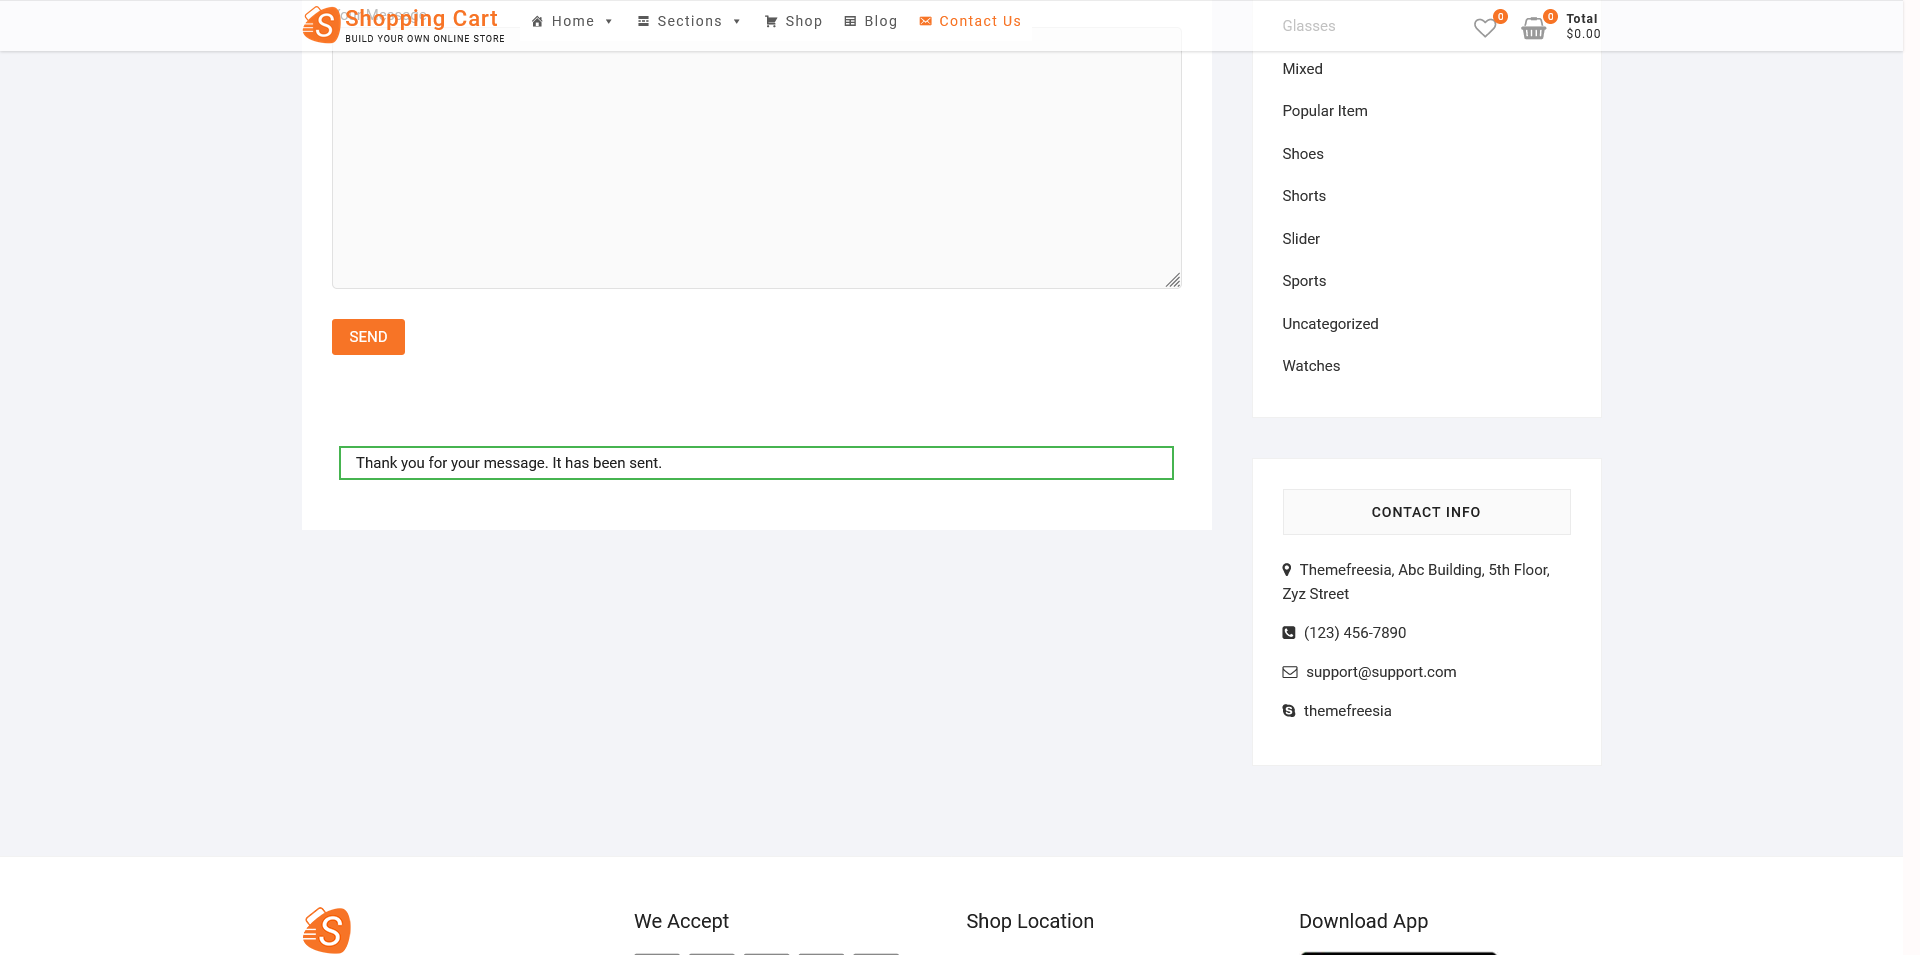 Your Message
Shopping Cart
BUILD YOUR OWN ONLINE STORE
Home
Sections
Shop
Blog
Contact Us
0
0
Total
$0.00
SEND
Thank you for your message. It has been sent.
Glasses
Mixed
Popular Item
Shoes
Shorts
Slider
Sports
Uncategorized
Watches
CONTACT INFO
Themefreesia, Abc Building, 5th Floor,
Zyz Street
(123) 456-7890
support@support.com
themefreesia
We Accept
Shop Location
Download App